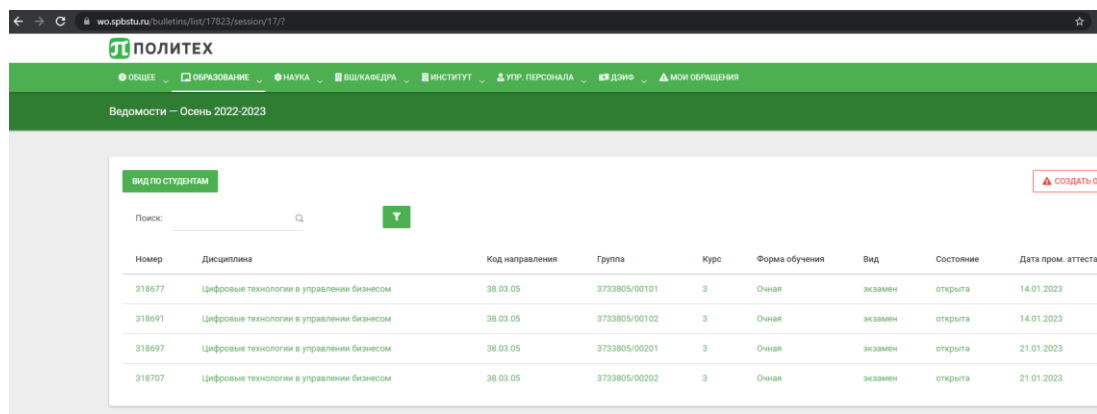 wo.spbstu.ru/bulletins/list/17823/session/17/?
ПОЛИТЕХ
ОБЩЕЕ ОБРАЗОВАНИЕ НАУКА ВШ/КАФЕДРА ИНСТИТУТ УПР. ПЕРСОНАЛА ДЭИФ МОИ ОБРАЩЕНИЯ
Ведомости — Осень 2022-2023
ВИД ПО СТУДЕНТАМ СОЗДАТЬ О
Поиск:
Номер Дисциплина Код направления Группа Курс Форма обучения Вид Состояние Дата пром. аттеста
318677 Цифровые технологии в управлении бизнесом 38.03.05 3733805/00101 3 Очная экзамен открыта 14.01.2023
318691 Цифровые технологии в управлении бизнесом 38.03.05 3733805/00102 3 Очная экзамен открыта 14.01.2023
318697 Цифровые технологии в управлении бизнесом 38.03.05 3733805/00201 3 Очная экзамен открыта 21.01.2023
318707 Цифровые технологии в управлении бизнесом 38.03.05 3733805/00202 3 Очная экзамен открыта 21.01.2023